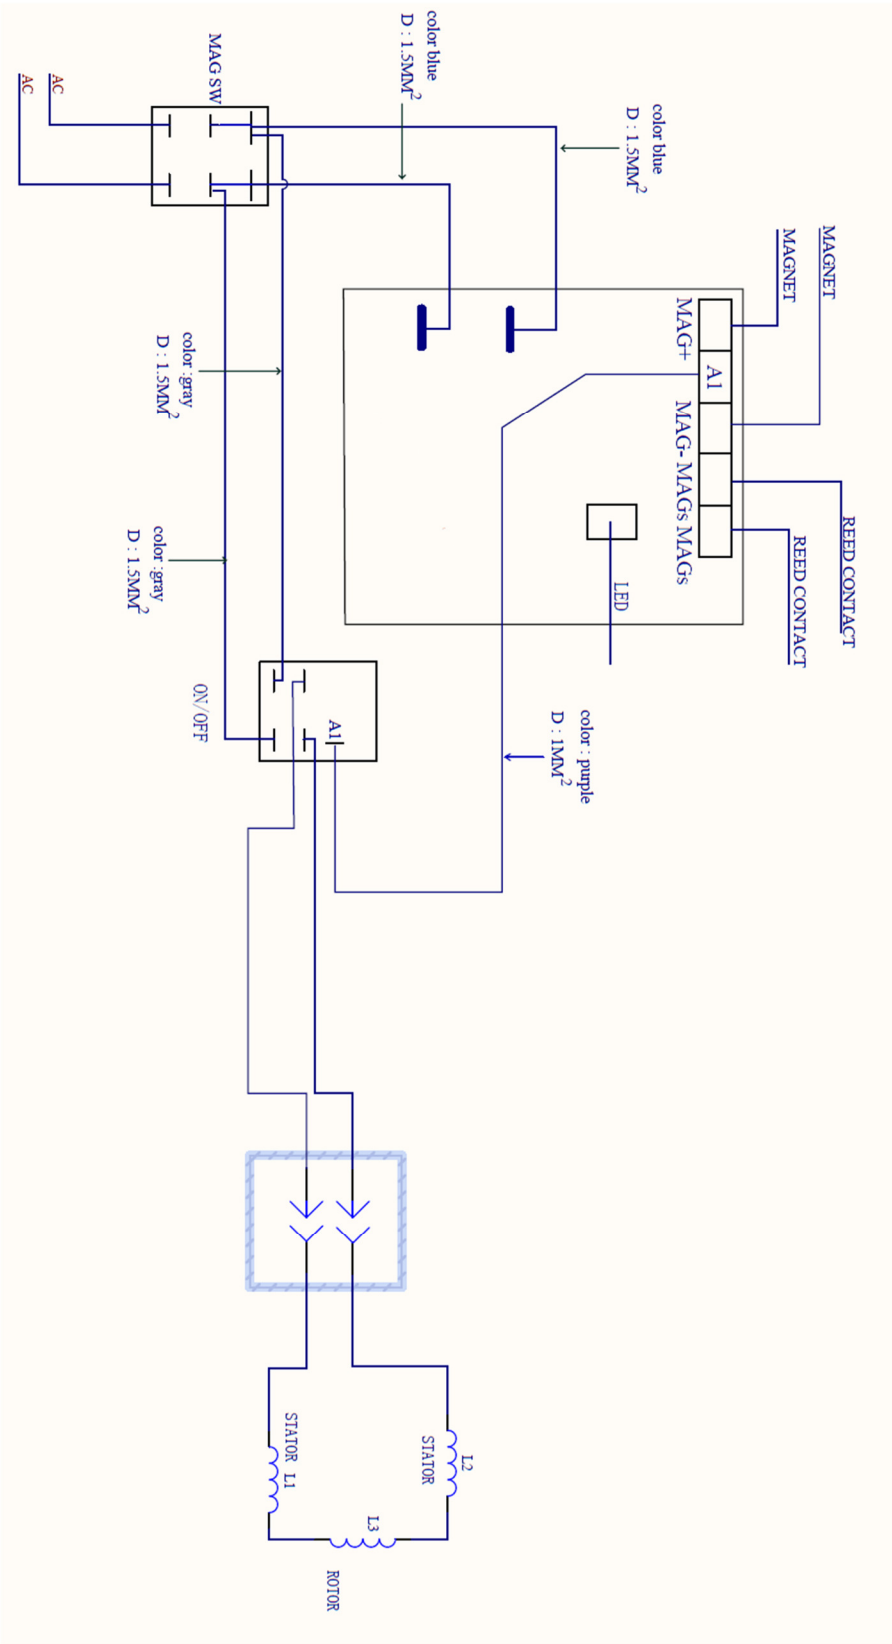 AC
AC
MAG SW
color blue
D : 1.5MM2
color blue
D : 1.5MM2
MAGNET
MAGNET
MAG+
A1
MAG- MAGs MAGs
REED CONTACT
REED CONTACT
LED
color :gray
D : 1.5MM2
color :gray
D : 1.5MM2
ON/OFF
A1
color : purple
D : 1MM2
STATOR L1
L2
STATOR
L3
ROTOR